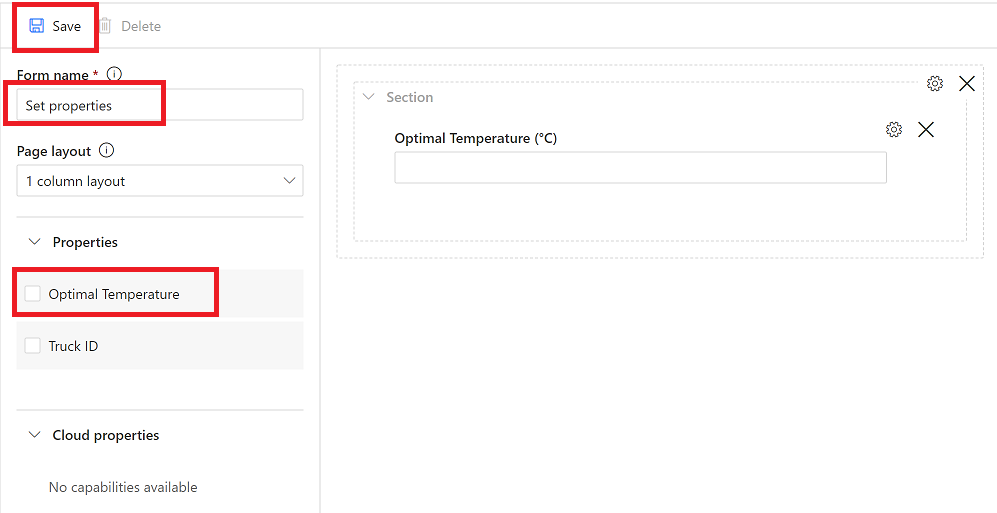 Save
Delete
Form name *
Set properties
Page layout
1 column layout
Properties
Optimal Temperature
Truck ID
Cloud properties
No capabilities available
Section
Optimal Temperature (°C)